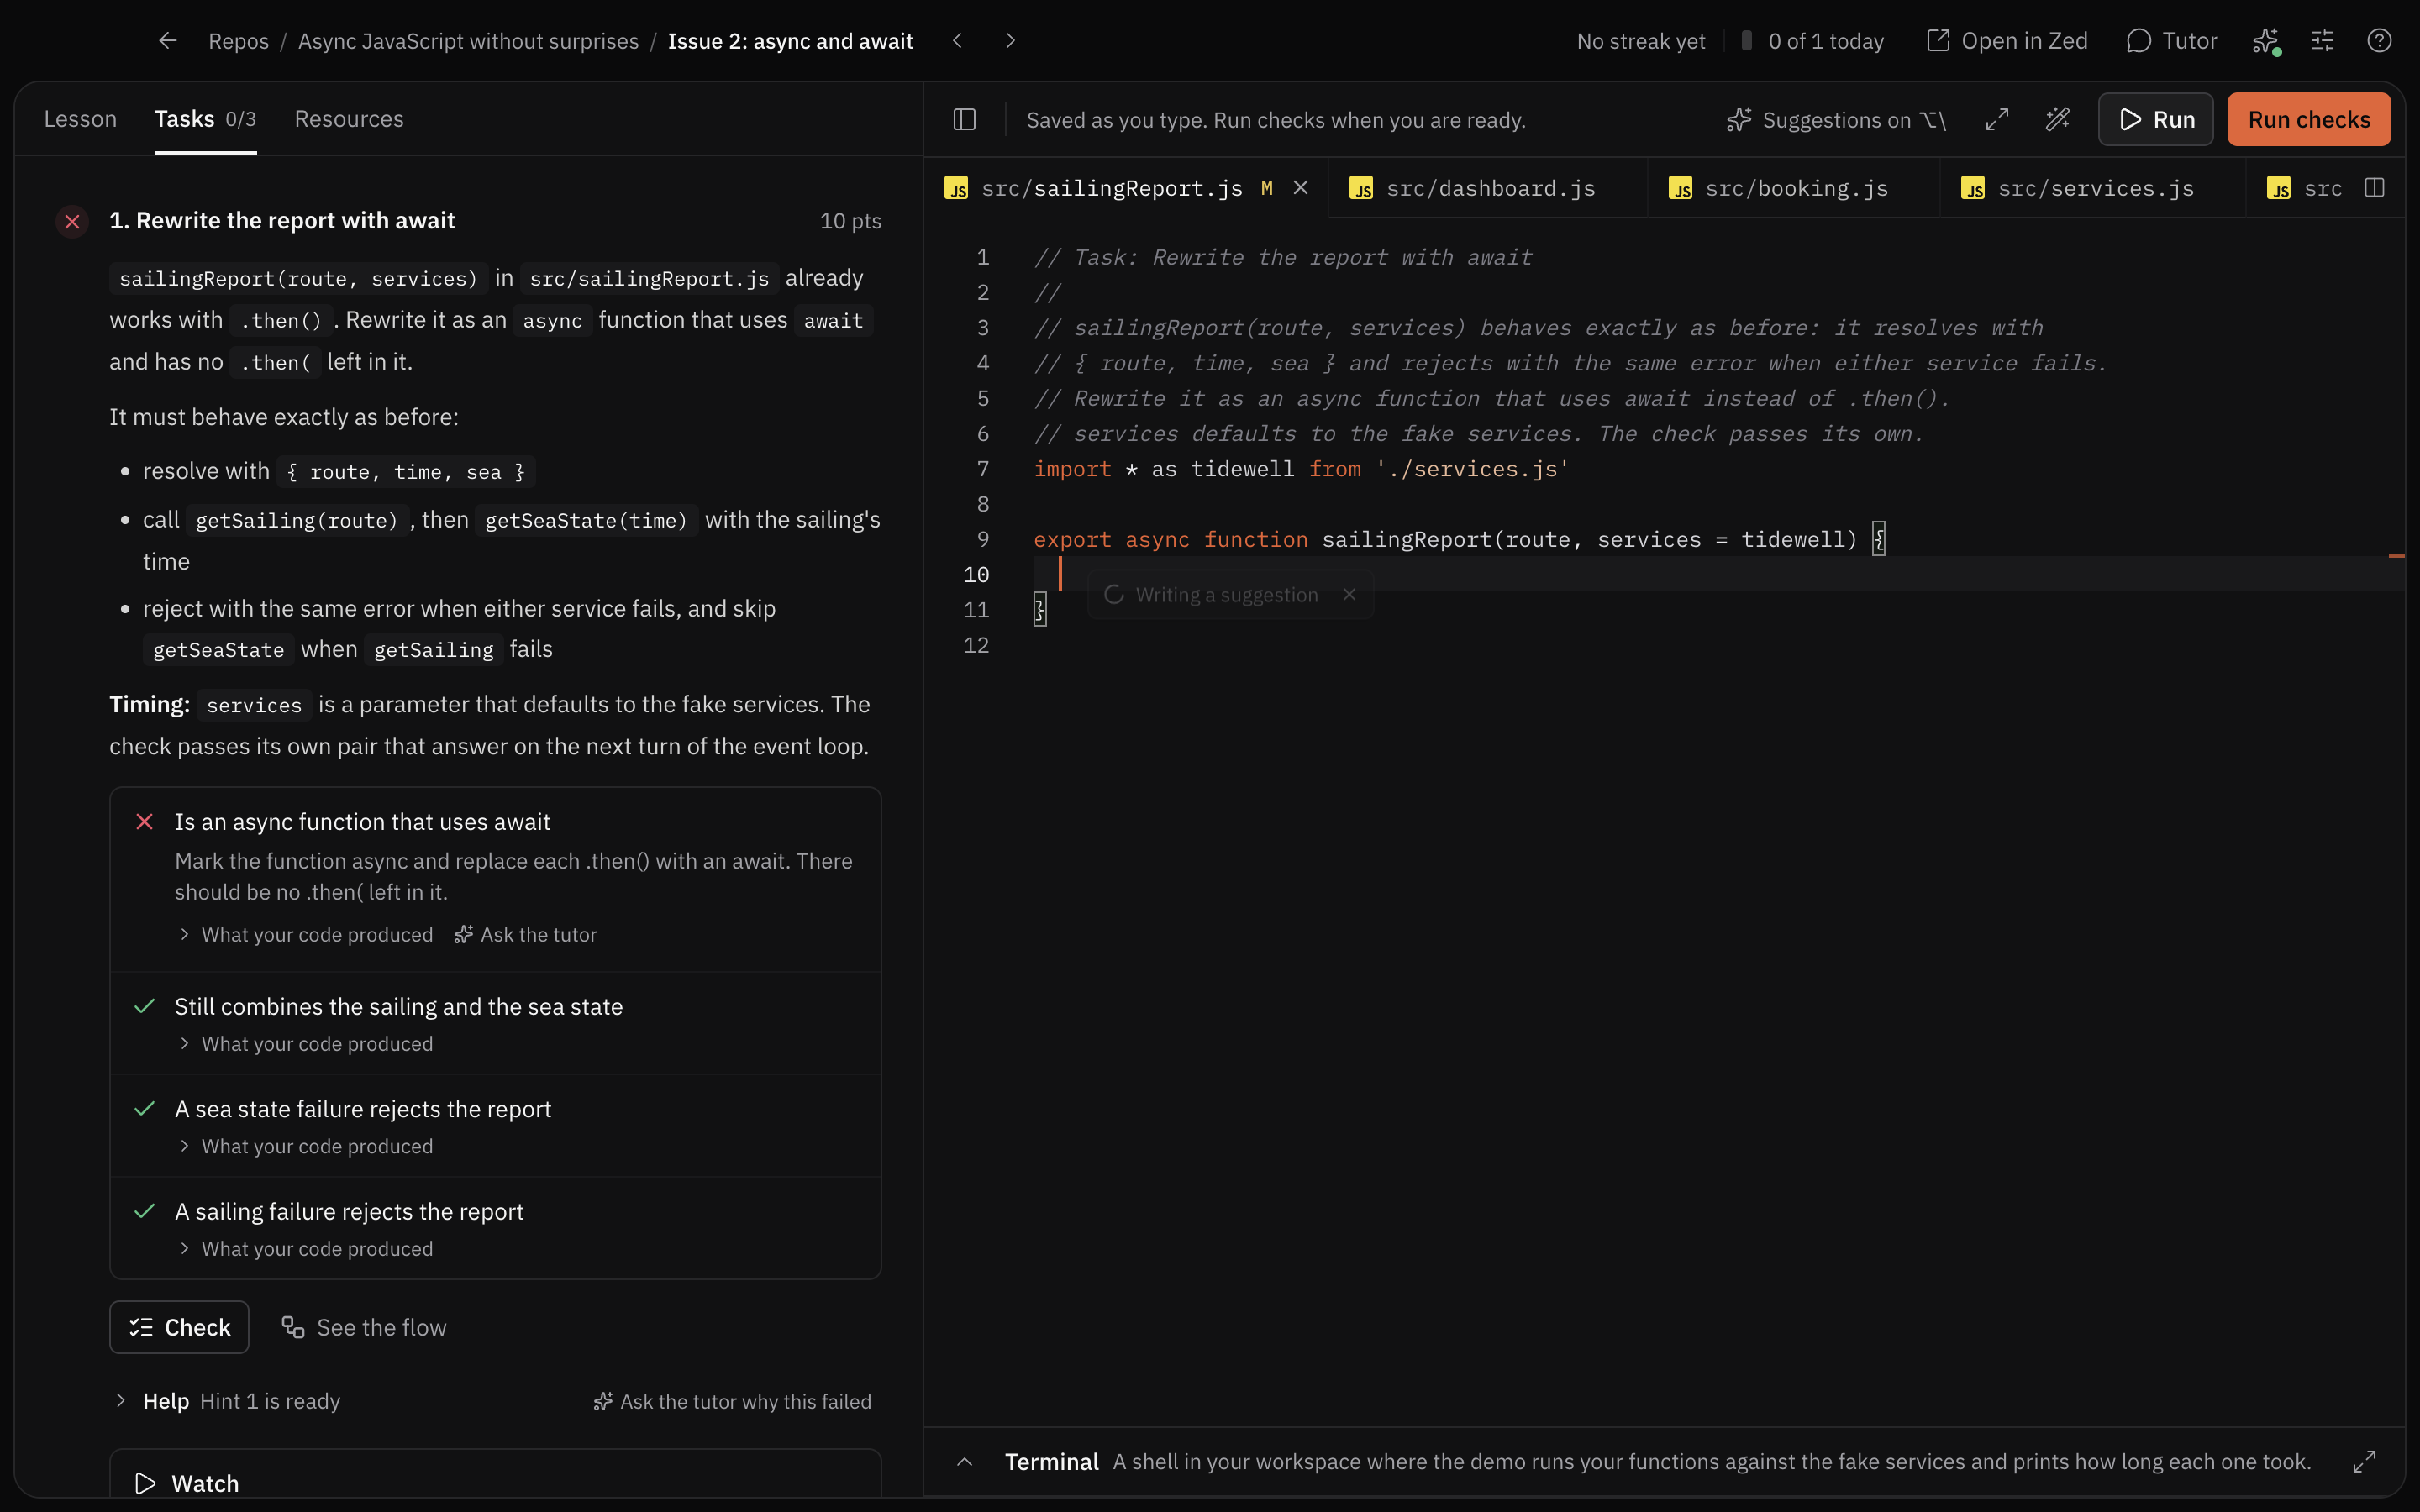 Repos / Async JavaScript without surprises / Issue 2: async and await
No streak yet
0 of 1 today
Open in Zed
Tutor
Lesson
Tasks 0/3
Resources
1. Rewrite the report with await
10 pts
sailingReport(route, services) in src/sailingReport.js already
works with .then() . Rewrite it as an async function that uses await
and has no .then( left in it.
It must behave exactly as before:
• resolve with { route, time, sea }
• call getSailing(route) , then getSeaState(time) with the sailing's
time
• reject with the same error when either service fails, and skip
getSeaState when getSailing fails
Timing: services is a parameter that defaults to the fake services. The
check passes its own pair that answer on the next turn of the event loop.
Is an async function that uses await
Mark the function async and replace each .then() with an await. There
should be no .then( left in it.
What your code produced
Ask the tutor
Still combines the sailing and the sea state
What your code produced
A sea state failure rejects the report
What your code produced
A sailing failure rejects the report
What your code produced
Check
See the flow
Help Hint 1 is ready
Ask the tutor why this failed
Watch
Saved as you type. Run checks when you are ready.
Suggestions on ⌥\
Run
Run checks
JS src/sailingReport.js M
JS src/dashboard.js
JS src/booking.js
JS src/services.js
JS src
1 // Task: Rewrite the report with await
2 //
3 // sailingReport(route, services) behaves exactly as before: it resolves with
4 // { route, time, sea } and rejects with the same error when either service fails.
5 // Rewrite it as an async function that uses await instead of .then().
6 // services defaults to the fake services. The check passes its own.
7 import * as tidewell from './services.js'
8
9 export async function sailingReport(route, services = tidewell) {
10
Writing a suggestion
11 }
12
Terminal A shell in your workspace where the demo runs your functions against the fake services and prints how long each one took.